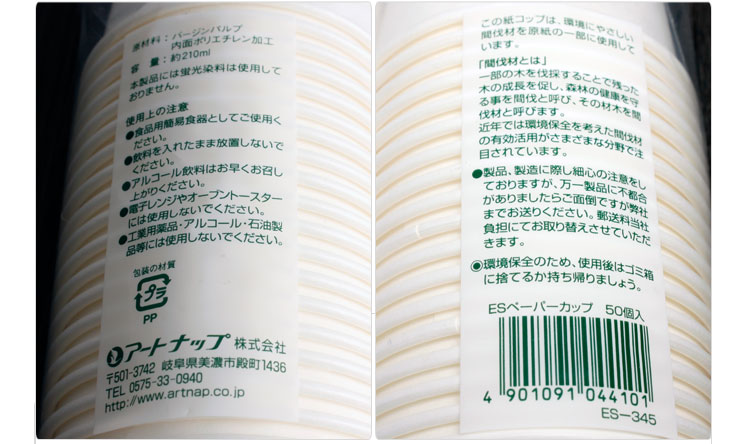 原材料／バージンパルプ
内面ポリエチレン加工
容　量／約210ml
本製品には蛍光染料は使用して
おりません。
使用上の注意
●食品用簡易食器としてご使用く
ださい。
●飲料を入れたまま放置しないで
ください。
●アルコール飲料はお早くお召し
上がりください。
●電子レンジやオーブントースター
には使用しないでください。
●工業用薬品・アルコール・石油製
品等には使用しないでください。
包装の材質
プラ
PP
アートナップ 株式会社
〒501-3742 岐阜県美濃市殿町1436
TEL 0575-33-0940
http://www.artnap.co.jp
この紙コップは、環境にやさしい
間伐材を原紙の一部に使用して
います。
「間伐材とは」
一部の木を伐採することで残った
木の成長を促し、森林の健康を守
る事を間伐と呼び、その材木を間
伐材と呼びます。
近年では環境保全を考えた間伐材
の有効活用がさまざまな分野で注
目されています。
●製品、製造に際し細心の注意をし
ておりますが、万一製品に不都合
がありましたらご面倒ですが弊社
までお送りください。郵送料当社
負担にてお取り替えさせていただ
きます。
◉環境保全のため、使用後はゴミ箱
に捨てるか持ち帰りましょう。
ESペーパーカップ　50個入
4 901091 044101
ES-345